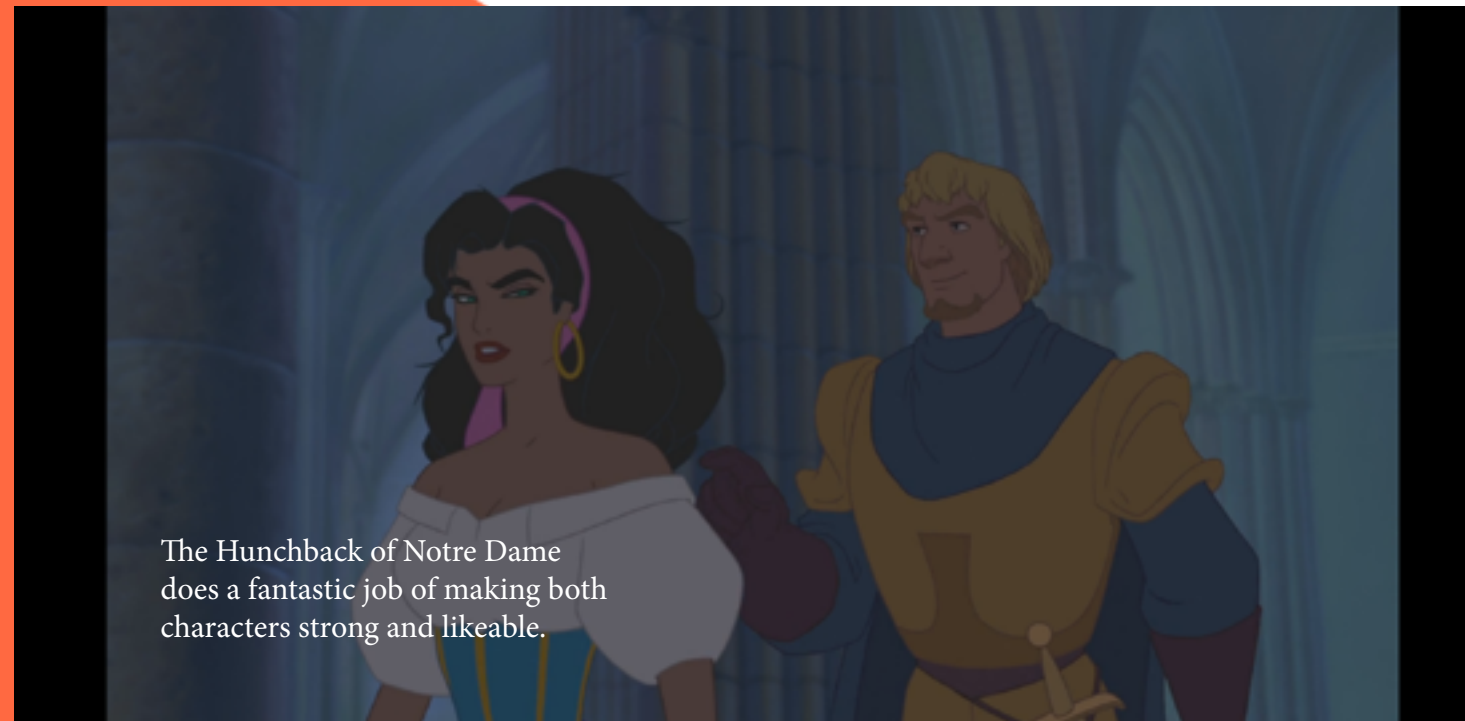 The Hunchback of Notre Dame
does a fantastic job of making both
characters strong and likeable.